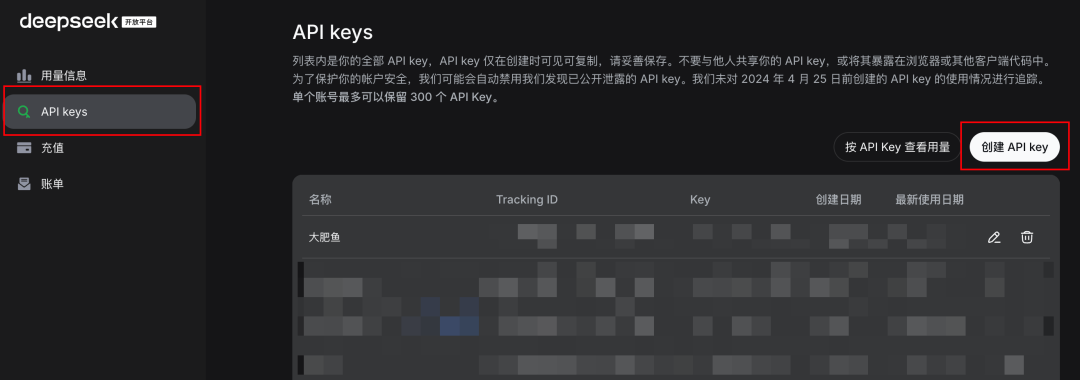 deepseek 开放平台
用量信息
API keys
充值
账单
API keys
列表内是你的全部 API key，API key 仅在创建时可见可复制，请妥善保存。不要与他人共享你的 API key，或将其暴露在浏览器或其他客户端代码中。
为了保护你的帐户安全，我们可能会自动禁用我们发现已公开泄露的 API key。我们未对 2024 年 4 月 25 日前创建的 API key 的使用情况进行追踪。
单个账号最多可以保留 300 个 API Key。
按 API Key 查看用量
创建 API key
名称 Tracking ID Key 创建日期 最新使用日期
大肥鱼